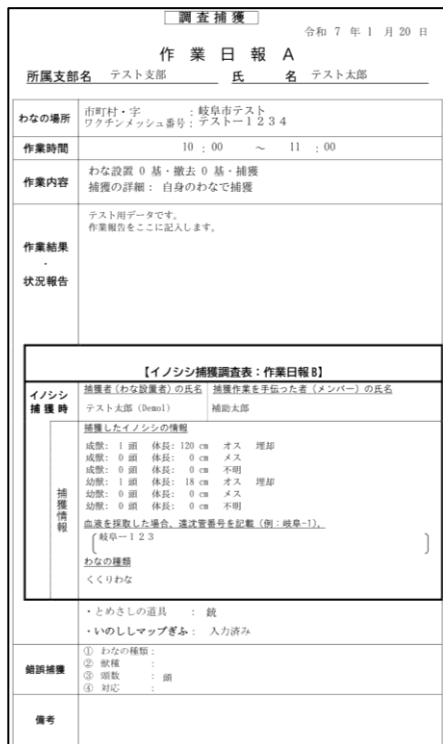 調査捕獲
令和 7 年 1 月 20 日
作 業 日 報 A
所属支部名 テスト支部 氏 名 テスト太郎
わなの場所 市町村・字 : 岐阜市テスト
ワクチンメッシュ番号: テストー1234
作業時間 10 : 00 ～ 11 : 00
作業内容 わな設置 0 基・撤去 0 基・捕獲
捕獲の詳細: 自身のわなで捕獲
作業結果
・
状況報告
テスト用データです。
作業報告をここに記入します。
【イノシシ捕獲調査表:作業日報B】
イノシシ
捕獲時
捕獲者(わな設置者)の氏名 捕獲作業を手伝った者(メンバー)の氏名
テスト太郎(Demo1) 補助太郎
捕獲情報
捕獲したイノシシの情報
成獣: 1 頭 体長: 120 cm オス 埋却
成獣: 0 頭 体長: 0 cm メス
成獣: 0 頭 体長: 0 cm 不明
幼獣: 1 頭 体長: 18 cm オス 埋却
幼獣: 0 頭 体長: 0 cm メス
幼獣: 0 頭 体長: 0 cm 不明
血液を採取した場合、遠沈管番号を記載(例:岐阜-1)。
岐阜ー123
わなの種類
くくりわな
・とめさしの道具 : 銃
・いのししマップぎふ: 入力済み
錯誤捕獲
① わなの種類:
② 獣種 :
③ 頭数 : 頭
④ 対応 :
備考